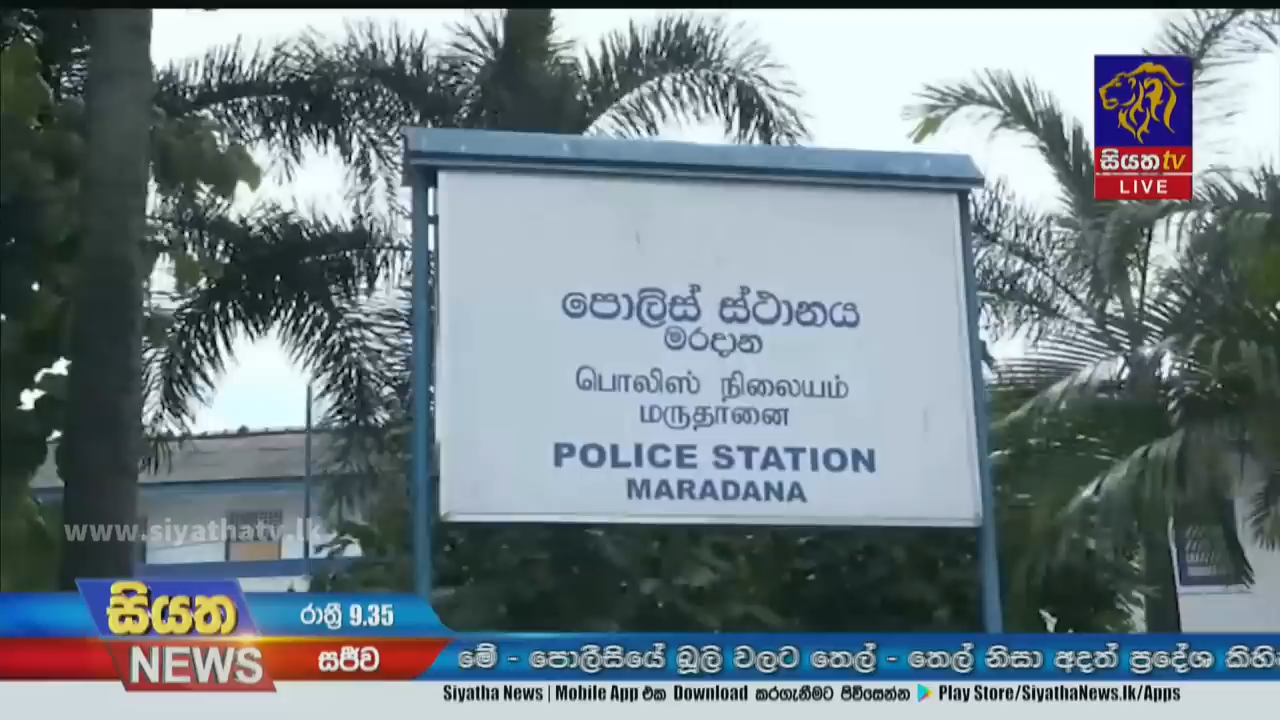 සියත tv
LIVE
පොලිස් ස්ථානය
මරදාන
பொலிஸ் நிலையம்
மருதானை
POLICE STATION
MARADANA
www.siyathatv.lk
සියත
NEWS
රාත්‍රී 9.35
සජීව
මේ - පොලීසියේ බූලි වලට තෙල් - තෙල් නිසා අදත් ප්‍රදේශ
Siyatha News | Mobile App එක Download කරගැනීමට පිවිසෙන්න Play Store/SiyathaNews.lk/Apps